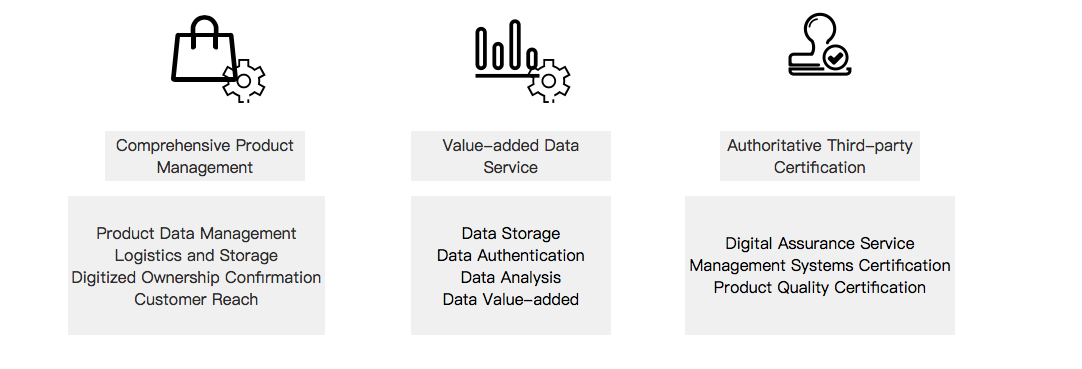 Comprehensive Product
Management
Value-added Data
Service
Authoritative Third-party
Certification
Product Data Management
Logistics and Storage
Digitized Ownership Confirmation
Customer Reach
Data Storage
Data Authentication
Data Analysis
Data Value-added
Digital Assurance Service
Management Systems Certification
Product Quality Certification